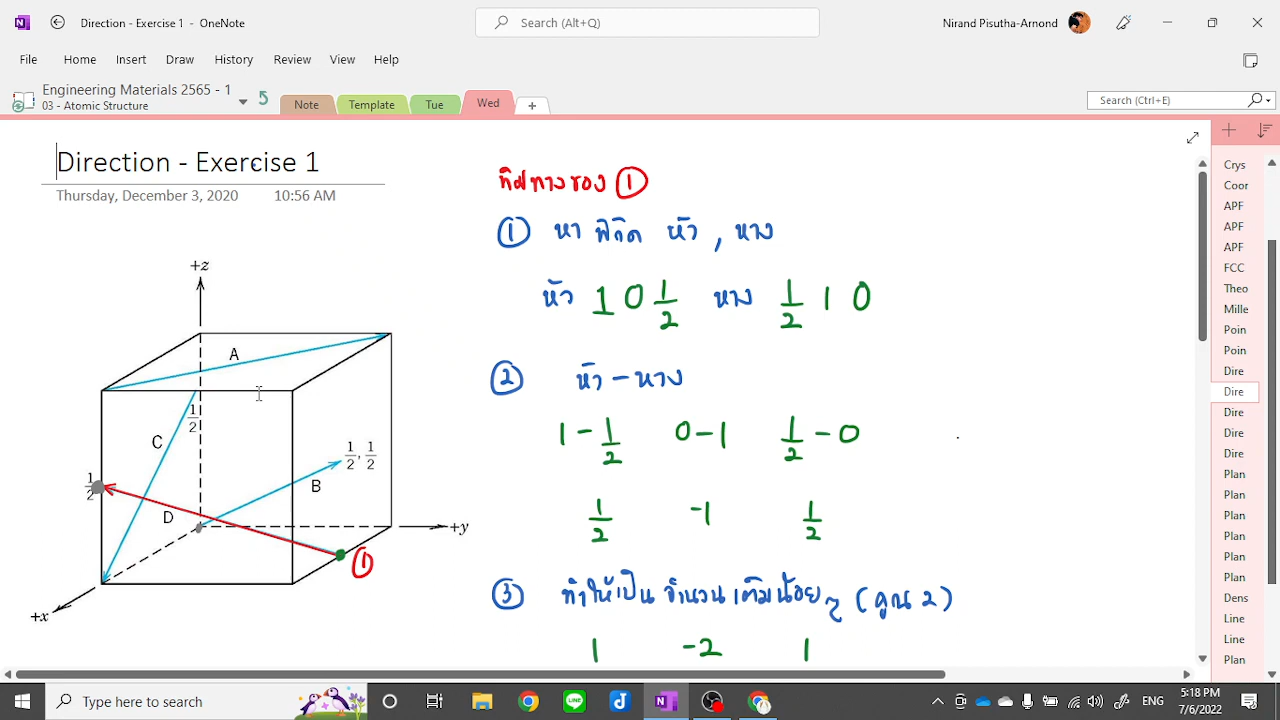 Direction - Exercise 1 - OneNote
Search (Alt+Q)
Nirand Pisutha-Arnond
File Home Insert Draw History Review View Help
Engineering Materials 2565 - 1
03 - Atomic Structure
Note Template Tue Wed +
Search (Ctrl+E)
Direction - Exercise 1
Thursday, December 3, 2020 10:56 AM
ทิศทางของ ①
① หา พิกัด หัว , หาง
หัว 1 0 1/2 หาง 1/2 1 0
② หัว - หาง
1 - 1/2 0 - 1 1/2 - 0
1/2 -1 1/2
③ ทำให้เป็น จำนวนเต็มน้อยๆ (คูณ 2)
1 -2 1
+z
A
1/2
C
1/2, 1/2
B
1/2
D
+y
①
+x
Crys
Coor
APF
APF
APF
FCC
Theo
Mille
Poin
Poin
Dire
Dire
Dire
Dire
Dire
Plan
Plan
Plan
Plan
Plan
Plan
Dens
Line
Line
Plan
Type here to search
ENG
5:18 PM
7/6/2022